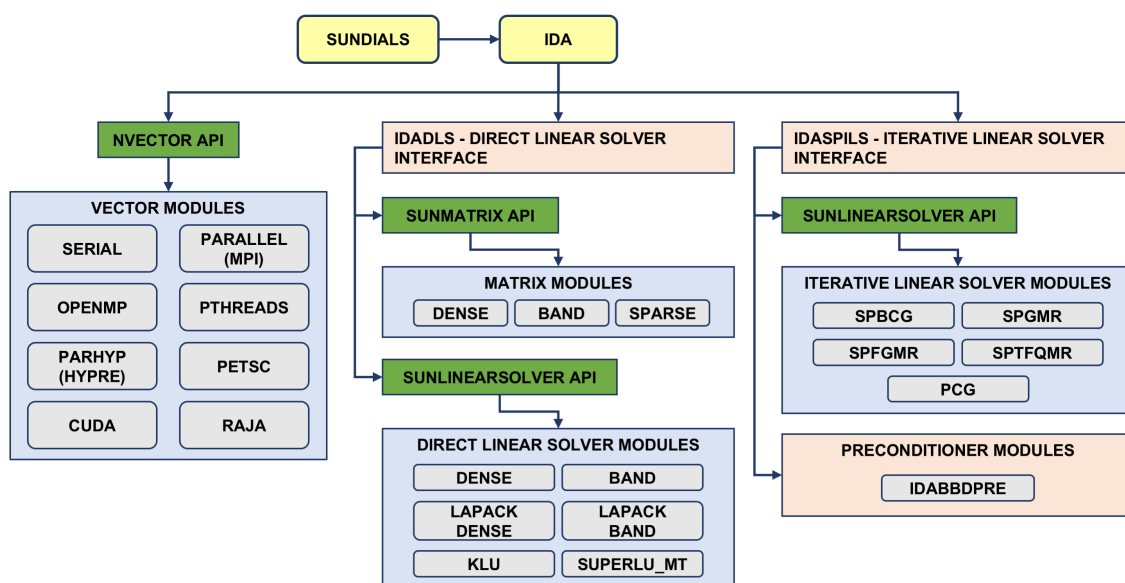 SUNDIALS
IDA
NVECTOR API
VECTOR MODULES
SERIAL
PARALLEL
(MPI)
OPENMP
PTHREADS
PARHYP
(HYPRE)
PETSC
CUDA
RAJA
IDADLS - DIRECT LINEAR SOLVER
INTERFACE
SUNMATRIX API
MATRIX MODULES
DENSE
BAND
SPARSE
SUNLINEARSOLVER API
DIRECT LINEAR SOLVER MODULES
DENSE
BAND
LAPACK
DENSE
LAPACK
BAND
KLU
SUPERLU_MT
IDASPILS - ITERATIVE LINEAR SOLVER
INTERFACE
SUNLINEARSOLVER API
ITERATIVE LINEAR SOLVER MODULES
SPBCG
SPGMR
SPFGMR
SPTFQMR
PCG
PRECONDITIONER MODULES
IDABBDPRE